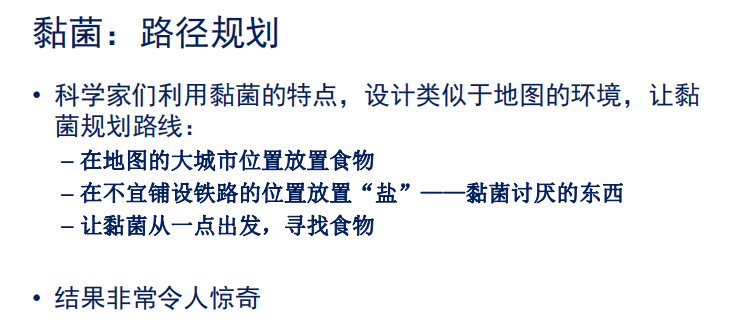 黏菌：路径规划
• 科学家们利用黏菌的特点，设计类似于地图的环境，让黏
菌规划路线：
– 在地图的大城市位置放置食物
– 在不宜铺设铁路的位置放置“盐”——黏菌讨厌的东西
– 让黏菌从一点出发，寻找食物
• 结果非常令人惊奇